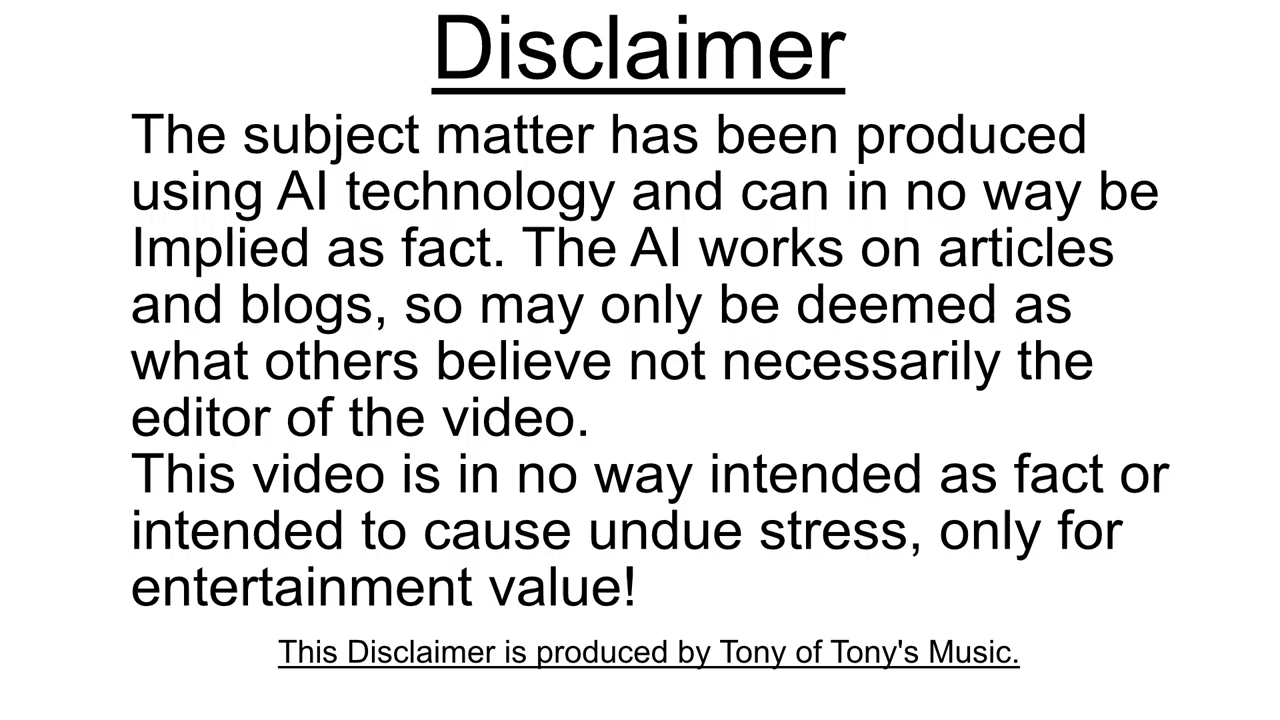 Disclaimer
The subject matter has been produced
using AI technology and can in no way be
Implied as fact. The AI works on articles
and blogs, so may only be deemed as
what others believe not necessarily the
editor of the video.
This video is in no way intended as fact or
intended to cause undue stress, only for
entertainment value!
This Disclaimer is produced by Tony of Tony's Music.